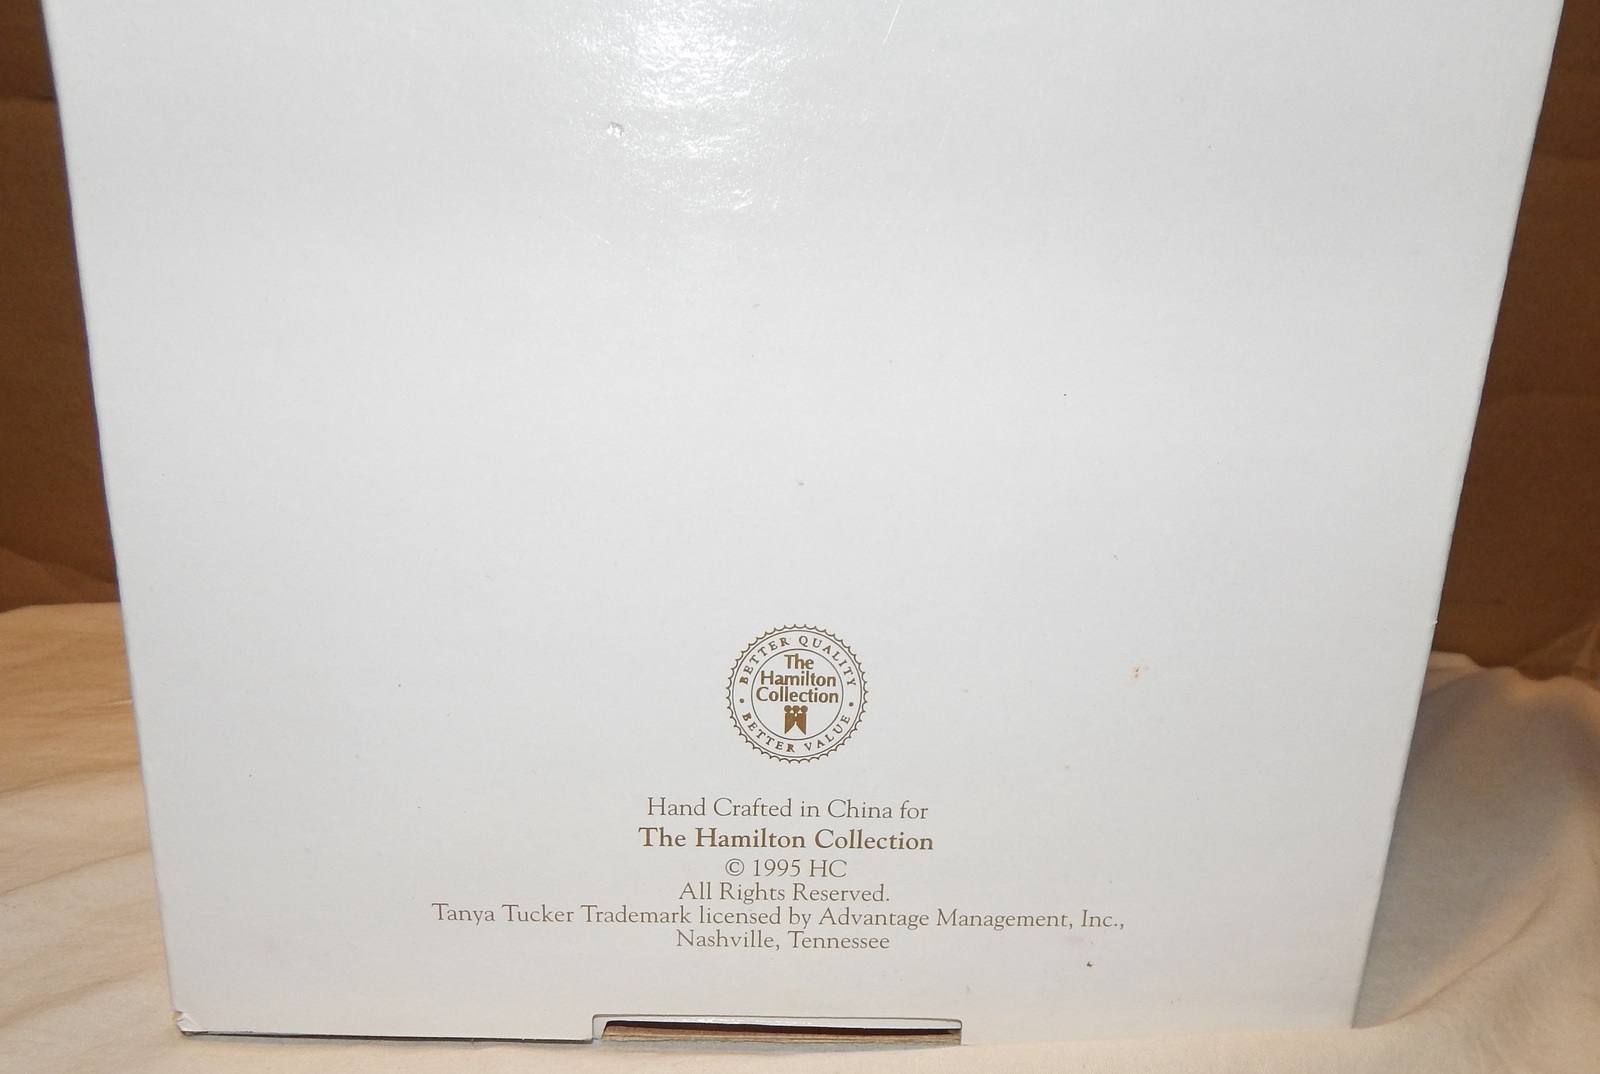 BETTER QUALITY
The
Hamilton
Collection
BETTER VALUE
Hand Crafted in China for
The Hamilton Collection
© 1995 HC
All Rights Reserved.
Tanya Tucker Trademark licensed by Advantage Management, Inc.,
Nashville, Tennessee